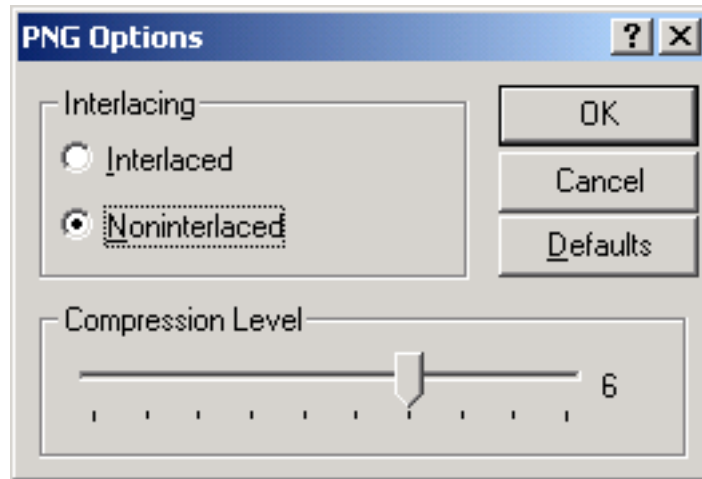 PNG Options
Interlacing
Interlaced
Noninterlaced
OK
Cancel
Defaults
Compression Level
6